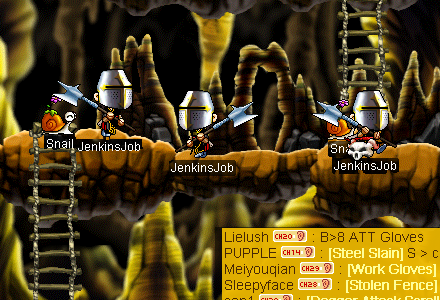 Snail
JenkinsJob
JenkinsJob
JenkinsJob
Lielush CH20 : B>8 ATT Gloves
PUPPLE CH14 : [Steel Slain] S > c
Meiyouqian CH29 : [Work Gloves]
Sleepyface CH28 : [Stolen Fence]